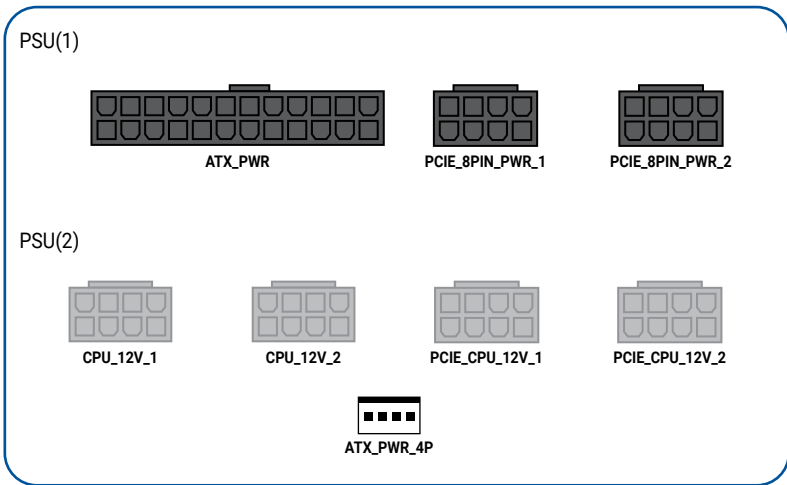 PSU(1)
ATX_PWR
PCIE_8PIN_PWR_1
PCIE_8PIN_PWR_2
PSU(2)
CPU_12V_1
CPU_12V_2
PCIE_CPU_12V_1
PCIE_CPU_12V_2
ATX_PWR_4P